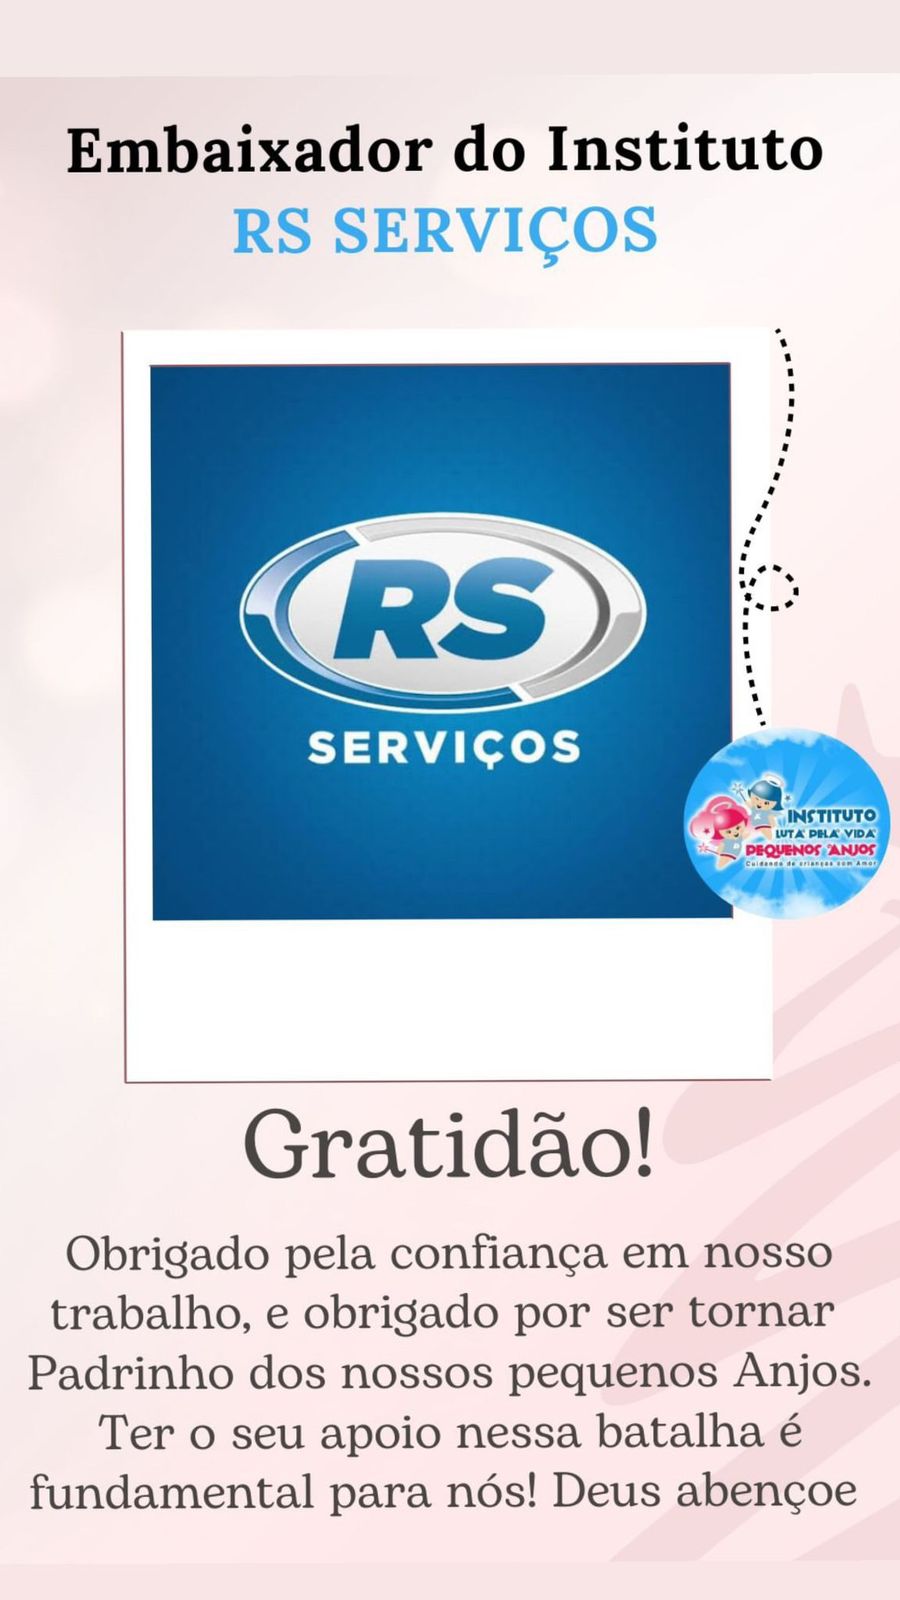 Embaixador do Instituto
RS SERVIÇOS
RS
SERVIÇOS
INSTITUTO
LUTA PELA VIDA
PEQUENOS ANJOS
Cuidando de crianças com Amor
Gratidão!
Obrigado pela confiança em nosso
trabalho, e obrigado por ser tornar
Padrinho dos nossos pequenos Anjos.
Ter o seu apoio nessa batalha é
fundamental para nós! Deus abençoe